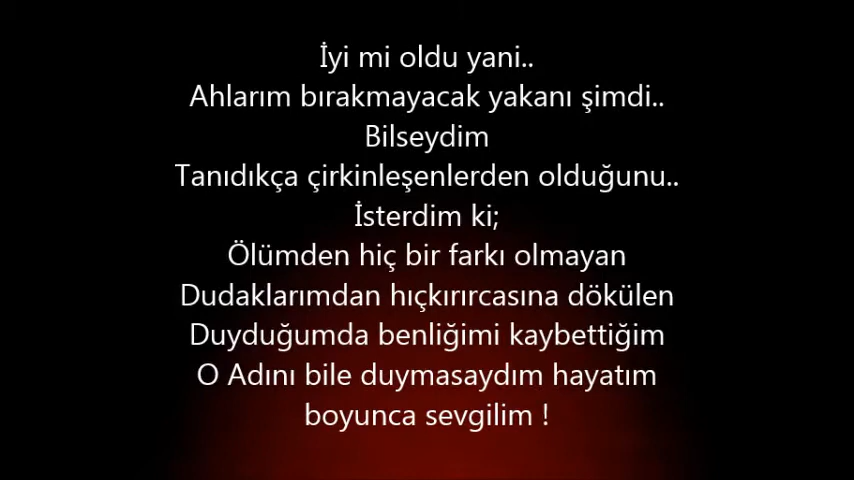 İyi mi oldu yani..
Ahlarım bırakmayacak yakanı şimdi..
Bilseydim
Tanıdıkça çirkinleşenlerden olduğunu..
İsterdim ki;
Ölümden hiç bir farkı olmayan
Dudaklarımdan hıçkırırcasına dökülen
Duyduğumda benliğimi kaybettiğim
O Adını bile duymasaydım hayatım
boyunca sevgilim !